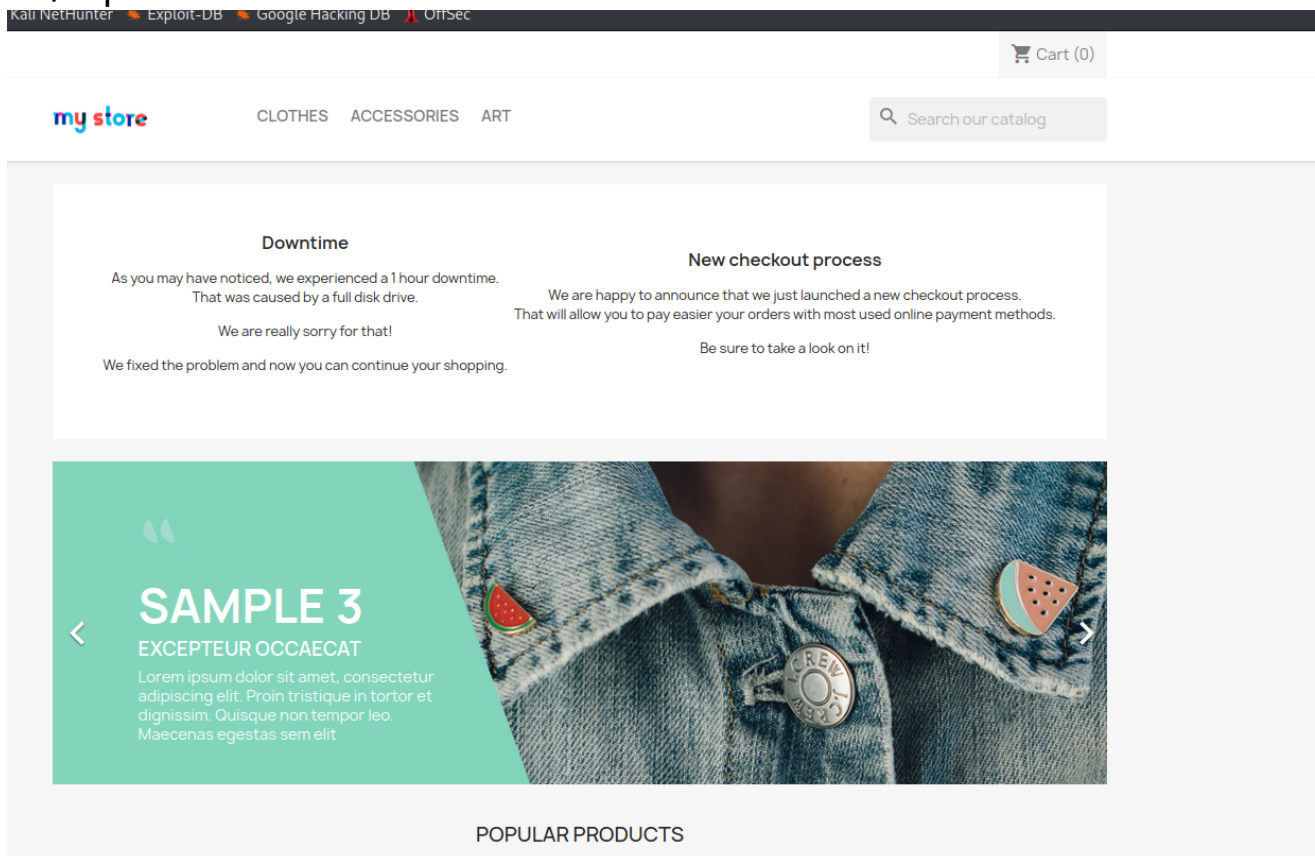 Kali NetHunter Exploit-DB Google Hacking DB OffSec
Cart (0)
my store CLOTHES ACCESSORIES ART Search our catalog
Downtime
As you may have noticed, we experienced a 1 hour downtime.
That was caused by a full disk drive.
We are really sorry for that!
We fixed the problem and now you can continue your shopping.
New checkout process
We are happy to announce that we just launched a new checkout process.
That will allow you to pay easier your orders with most used online payment methods.
Be sure to take a look on it!
SAMPLE 3
EXCEPTEUR OCCAECAT
Lorem ipsum dolor sit amet, consectetur
adipiscing elit. Proin tristique in tortor et
dignissim. Quisque non tempor leo.
Maecenas egestas sem elit
J.CREW J.CREW
POPULAR PRODUCTS